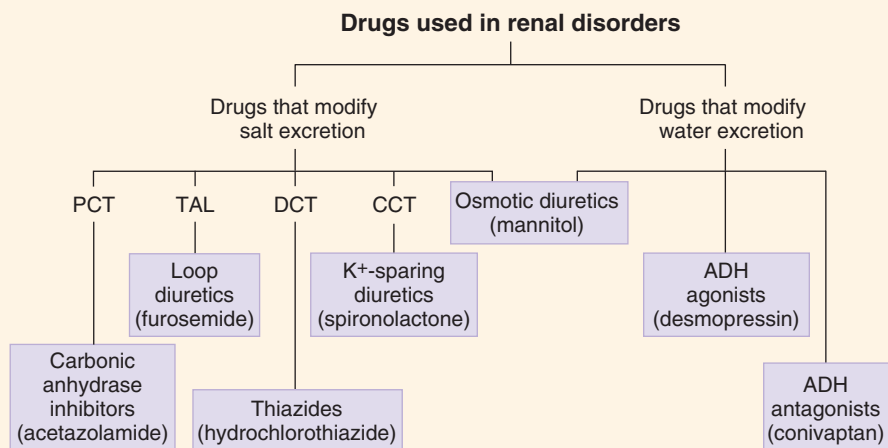 Drugs used in renal disorders
Drugs that modify
salt excretion
Drugs that modify
water excretion
PCT
TAL
DCT
CCT
Osmotic diuretics
(mannitol)
Loop
diuretics
(furosemide)
K+-sparing
diuretics
(spironolactone)
ADH
agonists
(desmopressin)
Carbonic
anhydrase
inhibitors
(acetazolamide)
Thiazides
(hydrochlorothiazide)
ADH
antagonists
(conivaptan)